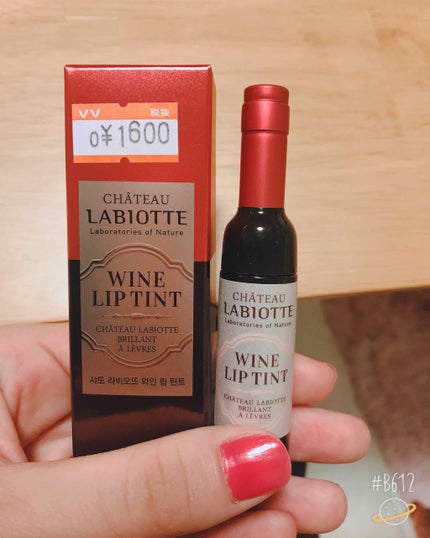 VV 税抜
0¥1600
CHÂTEAU
LABIOTTE
Laboratories of Nature
WINE
LIP TINT
CHÂTEAU LABIOTTE
BRILLANT
À LÈVRES
샤또 라비오뜨 와인 립 틴트
CHÂTEAU
LABIOTTE
Laboratories of Nature
WINE
LIP TINT
CHÂTEAU LABIOTTE
BRILLANT
À LÈVRES
#B612